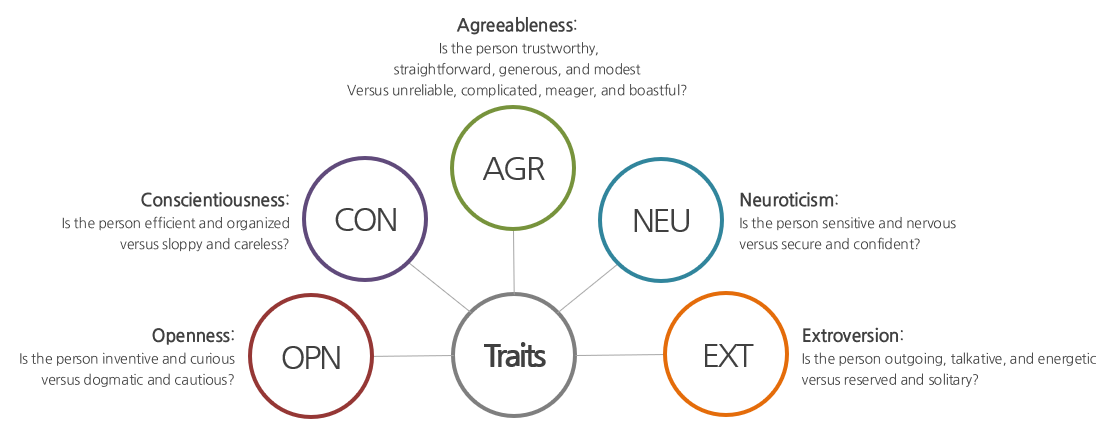 Agreeableness:
Is the person trustworthy,
straightforward, generous, and modest
Versus unreliable, complicated, meager, and boastful?
AGR
Conscientiousness:
Is the person efficient and organized
versus sloppy and careless?
CON
NEU
Neuroticism:
Is the person sensitive and nervous
versus secure and confident?
Openness:
Is the person inventive and curious
versus dogmatic and cautious?
OPN
Traits
EXT
Extroversion:
Is the person outgoing, talkative, and energetic
versus reserved and solitary?